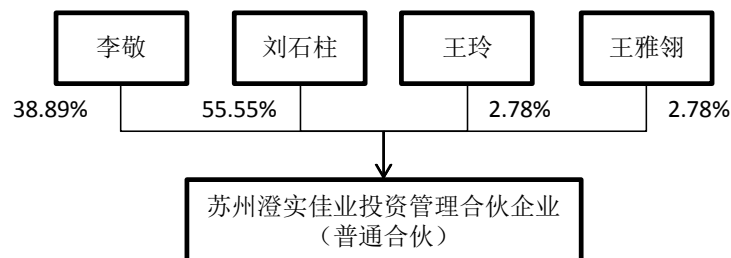 李敬
刘石柱
王玲
王雅翎
38.89%
55.55%
2.78%
2.78%
苏州澄实佳业投资管理合伙企业
（普通合伙）